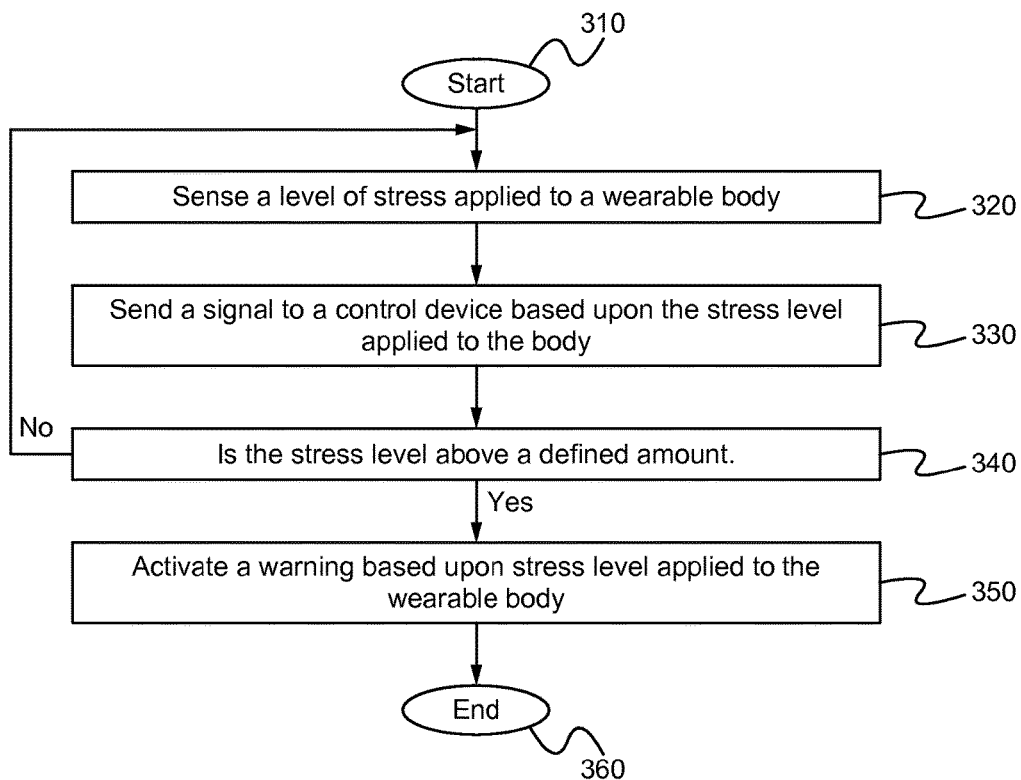 310
Start
Sense a level of stress applied to a wearable body
320
Send a signal to a control device based upon the stress level
applied to the body
330
No
Is the stress level above a defined amount.
340
Yes
Activate a warning based upon stress level applied to the
wearable body
350
End
360